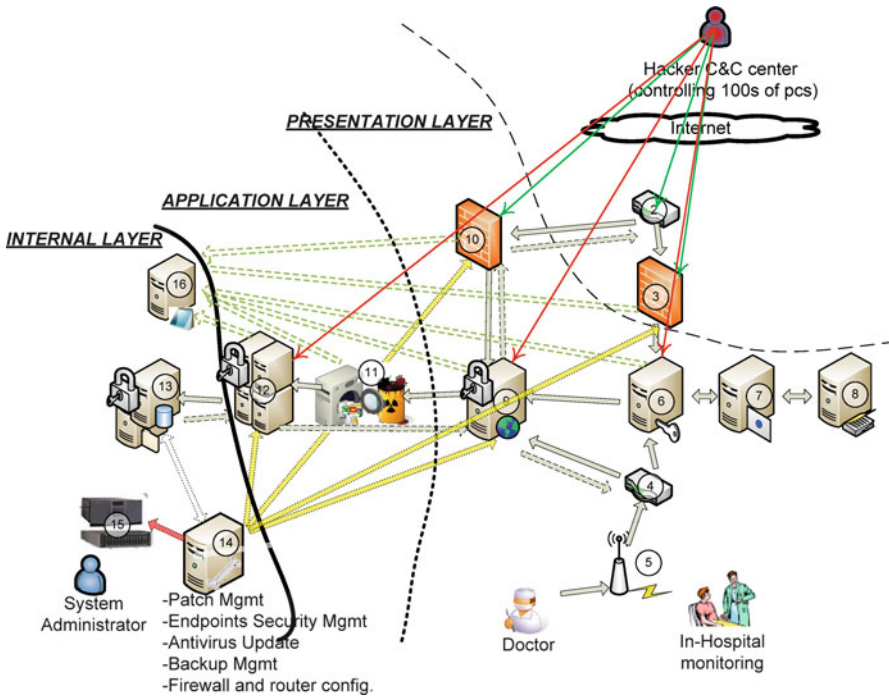 Hacker C&C center
(controlling 100s of pcs)
Internet
PRESENTATION LAYER
APPLICATION LAYER
INTERNAL LAYER
2
10
3
16
11
13
12
9
6
7
8
4
15
14
5
System
Administrator
-Patch Mgmt
-Endpoints Security Mgmt
-Antivirus Update
-Backup Mgmt
-Firewall and router config.
Doctor
In-Hospital
monitoring